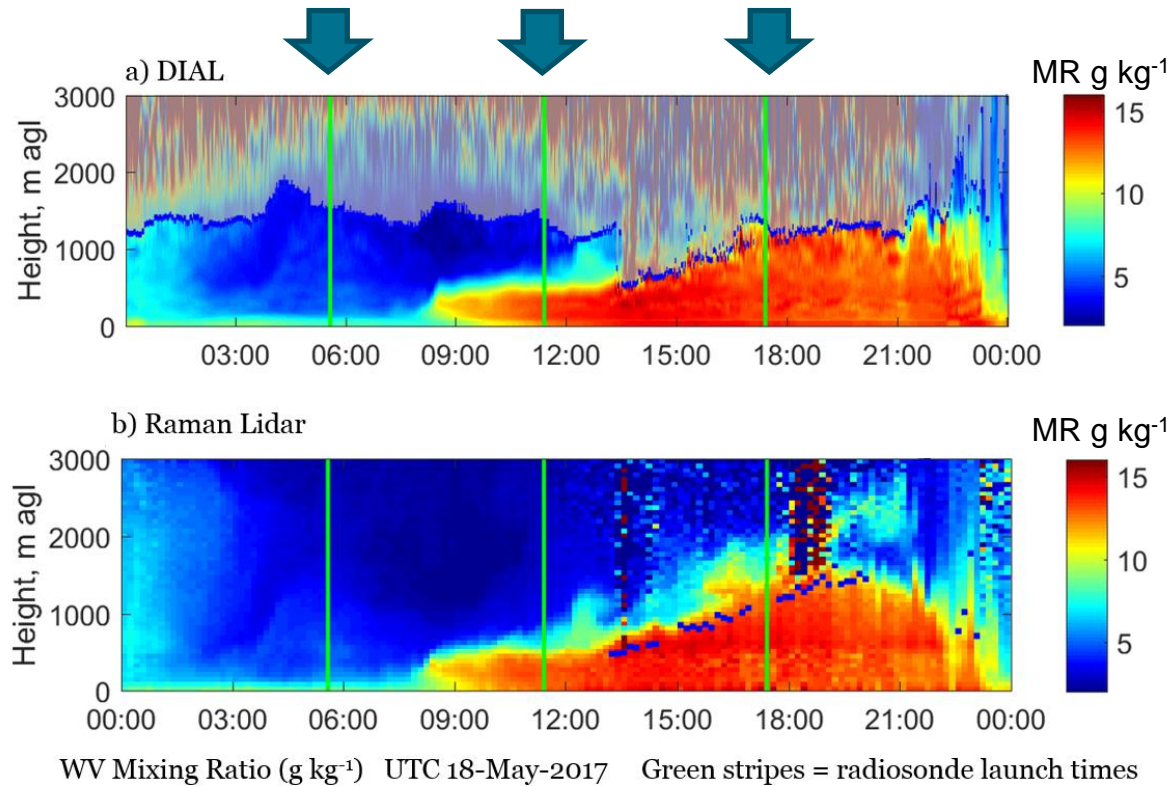 a) DIAL
MR g kg-1
Height, m agl
3000
2000
1000
0
15
10
5
03:00 06:00 09:00 12:00 15:00 18:00 21:00 00:00
b) Raman Lidar
MR g kg-1
Height, m agl
3000
2000
1000
0
15
10
5
00:00 03:00 06:00 09:00 12:00 15:00 18:00 21:00 00:00
WV Mixing Ratio (g kg-1) UTC 18-May-2017 Green stripes = radiosonde launch times